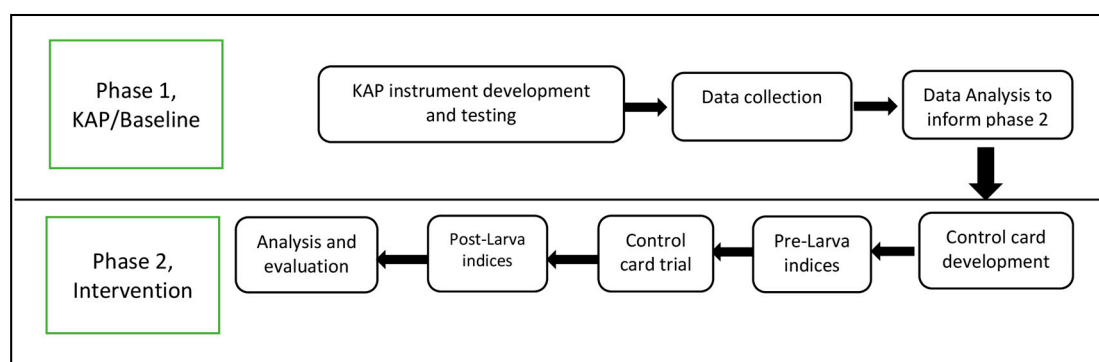 Phase 1,
KAP/Baseline
KAP instrument development
and testing
Data collection
Data Analysis to
inform phase 2
Phase 2,
Intervention
Analysis and
evaluation
Post-Larva
indices
Control
card trial
Pre-Larva
indices
Control card
development